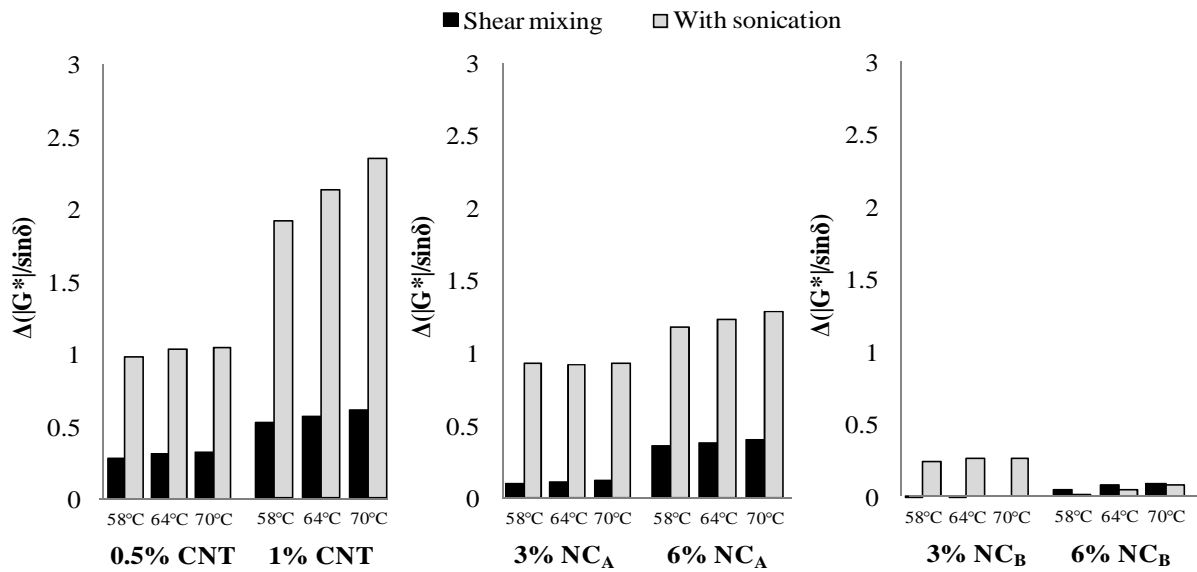 Shear mixing With sonication
3
2.5
2
1.5
1
0.5
0
Δ(|G*|/sinδ)
58°C 64°C 70°C 58°C 64°C 70°C
0.5% CNT 1% CNT
3
2.5
2
1.5
1
0.5
0
Δ(|G*|/sinδ)
58°C 64°C 70°C 58°C 64°C 70°C
3% NCA 6% NCA
3
2.5
2
1.5
1
0.5
0
Δ(|G*|/sinδ)
58°C 64°C 70°C 58°C 64°C 70°C
3% NCB 6% NCB